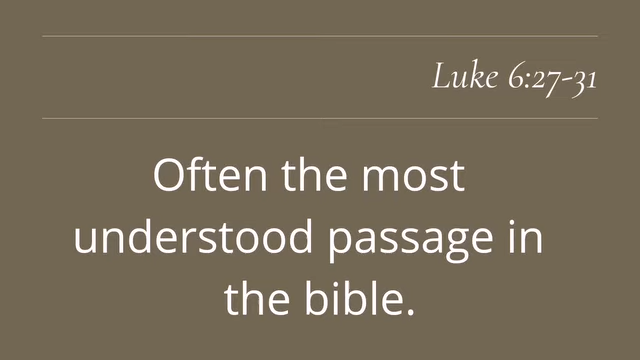 Luke 6:27-31
Often the most
understood passage in
the bible.